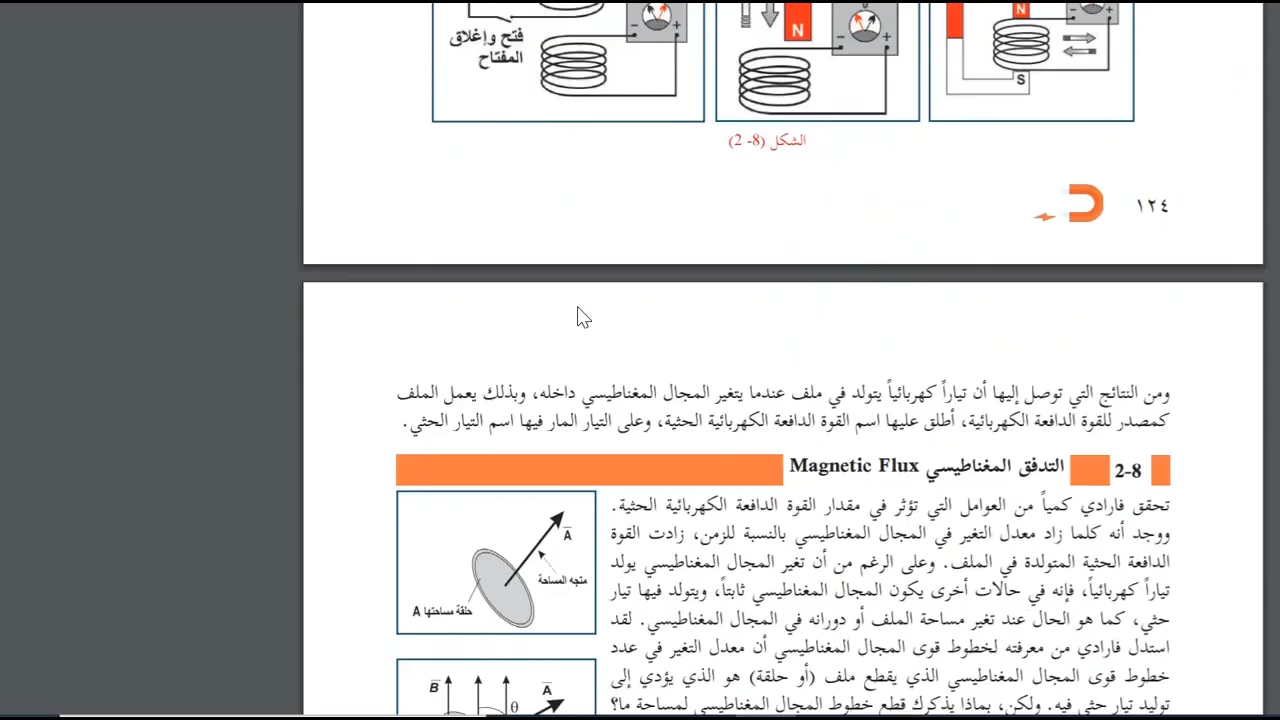 فتح وإغلاق
المفتاح
N
N
S
الشكل (8- 2)
١٢٤
ومن النتائج التي توصل إليها أن تياراً كهربائياً يتولد في ملف عندما يتغير المجال المغناطيسي داخله، وبذلك يعمل الملف
كمصدر للقوة الدافعة الكهربائية، أطلق عليها اسم القوة الدافعة الكهربائية الحثية، وعلى التيار المار فيها اسم التيار الحثي.
2-8 التدفق المغناطيسي Magnetic Flux
تحقق فارادي كمياً من العوامل التي تؤثر في مقدار القوة الدافعة الكهربائية الحثية.
ووجد أنه كلما زاد معدل التغير في المجال المغناطيسي بالنسبة للزمن، زادت القوة
الدافعة الحثية المتولدة في الملف. وعلى الرغم من أن تغير المجال المغناطيسي يولد
تياراً كهربائياً، فإنه في حالات أخرى يكون المجال المغناطيسي ثابتاً، ويتولد فيها تيار
حثي، كما هو الحال عند تغير مساحة الملف أو دورانه في المجال المغناطيسي. لقد
استدل فارادي من معرفته لخطوط قوى المجال المغناطيسي أن معدل التغير في عدد
خطوط قوى المجال المغناطيسي الذي يقطع ملف (أو حلقة) هو الذي يؤدي إلى
توليد تيار حثي فيه. ولكن، بماذا يذكرك قطع خطوط المجال المغناطيسي لمساحة ما؟
A
متجه المساحة
حلقة مساحتها A
B
A
θ